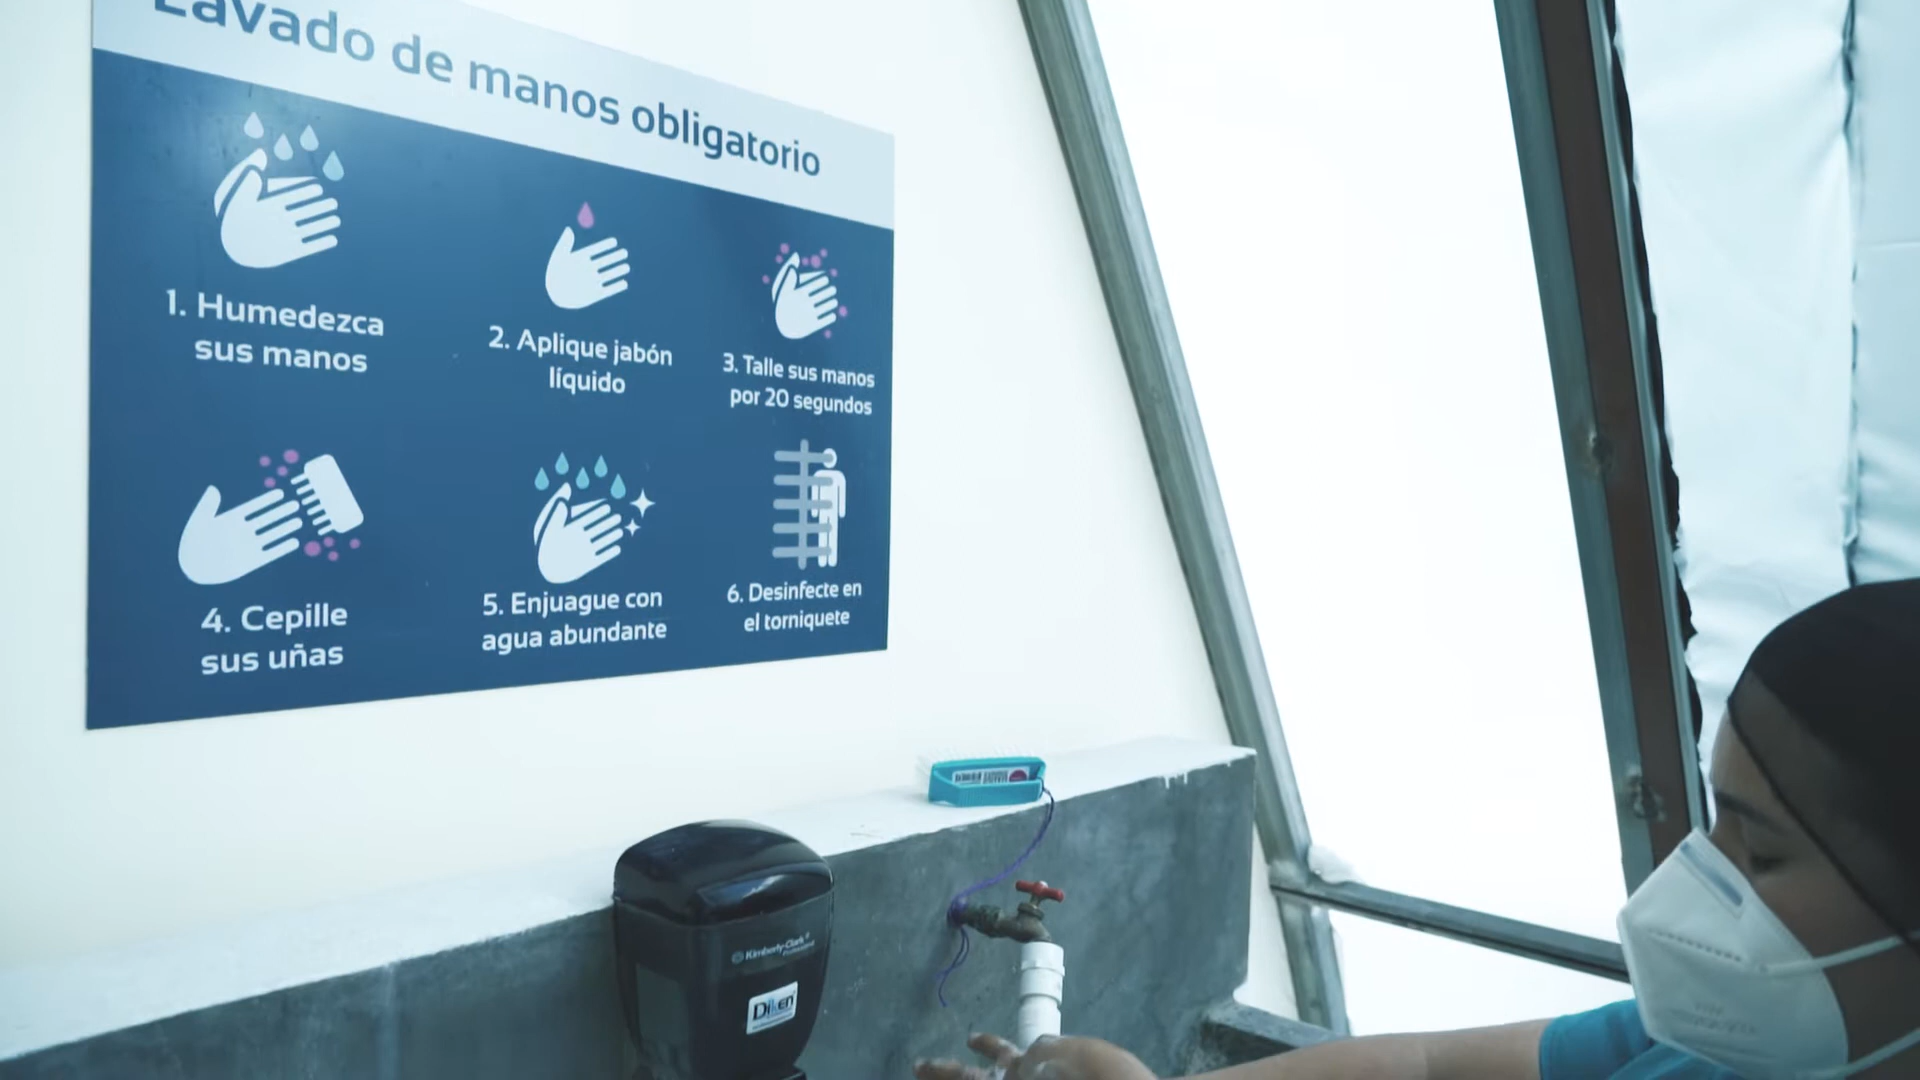 Lavado de manos obligatorio
1. Humedezca
sus manos
2. Aplique jabón
líquido
3. Talle sus manos
por 20 segundos
4. Cepille
sus uñas
5. Enjuague con
agua abundante
6. Desinfecte en
el torniquete
Kimberly-Clark
Professional
Diken